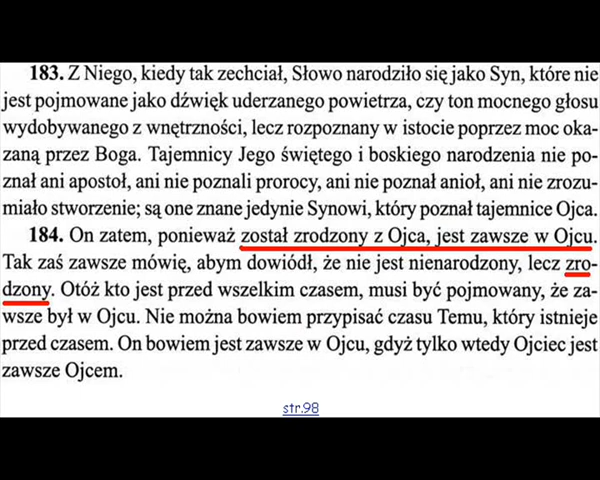 183. Z Niego, kiedy tak zechciał, Słowo narodziło się jako Syn, które nie
jest pojmowane jako dźwięk uderzanego powietrza, czy ton mocnego głosu
wydobywanego z wnętrzności, lecz rozpoznany w istocie poprzez moc oka-
zaną przez Boga. Tajemnicy Jego świętego i boskiego narodzenia nie po-
znał ani apostoł, ani nie poznali prorocy, ani nie poznał anioł, ani nie zrozu-
miało stworzenie; są one znane jedynie Synowi, który poznał tajemnice Ojca.
184. On zatem, ponieważ został zrodzony z Ojca, jest zawsze w Ojcu.
Tak zaś zawsze mówię, abym dowiódł, że nie jest nienarodzony, lecz zro-
dzony. Otóż kto jest przed wszelkim czasem, musi być pojmowany, że za-
wsze był w Ojcu. Nie można bowiem przypisać czasu Temu, który istnieje
przed czasem. On bowiem jest zawsze w Ojcu, gdyż tylko wtedy Ojciec jest
zawsze Ojcem.
str.98